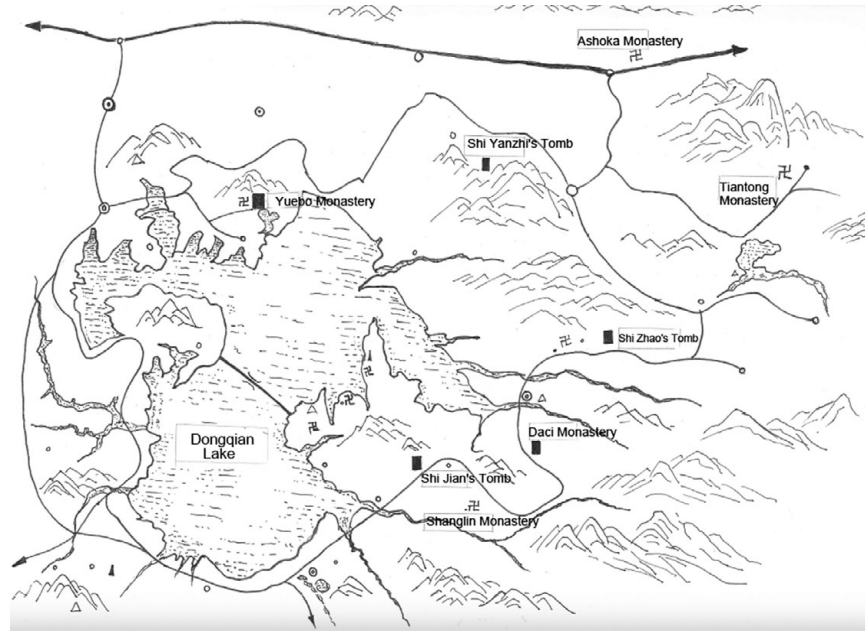 Ashoka Monastery
Shi Yanzhi's Tomb
Tiantong
Monastery
Yuebo Monastery
Shi Zhao's Tomb
Dongqian
Lake
Daci Monastery
Shi Jian's Tomb
Shanglin Monastery